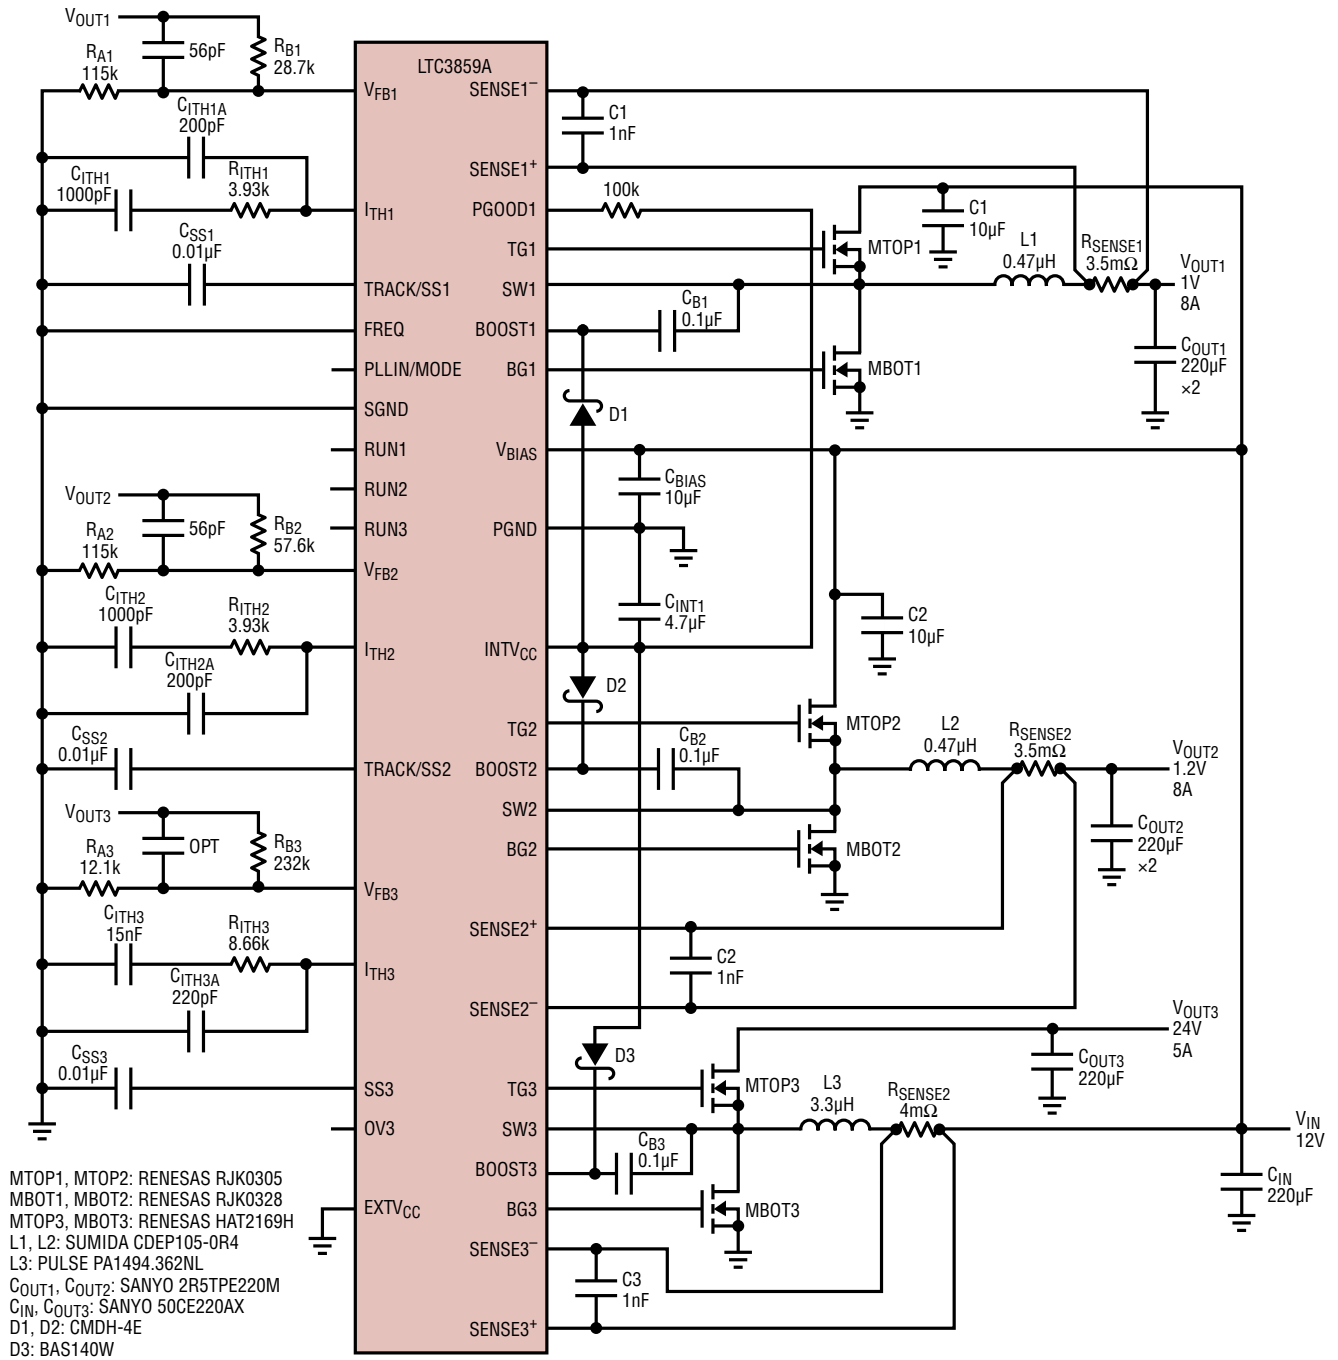 VOUT1
RA1
115k
56pF
RB1
28.7k
LTC3859A
VFB1
CITH1A
200pF
CITH1
1000pF
RITH1
3.93k
ITH1
CSS1
0.01µF
TRACK/SS1
FREQ
PLLIN/MODE
SGND
RUN1
RUN2
RUN3
VOUT2
RA2
115k
56pF
RB2
57.6k
VFB2
CITH2
1000pF
RITH2
3.93k
ITH2
CITH2A
200pF
CSS2
0.01µF
TRACK/SS2
VOUT3
RA3
12.1k
OPT
RB3
232k
VFB3
CITH3
15nF
RITH3
8.66k
ITH3
CITH3A
220pF
CSS3
0.01µF
SS3
OV3
EXTVCC
SENSE1–
C1
1nF
SENSE1+
PGOOD1
100k
TG1
MTOP1
C1
10µF
SW1
L1
0.47µH
RSENSE1
3.5mΩ
VOUT1
1V
8A
BOOST1
CB1
0.1µF
BG1
MBOT1
COUT1
220µF
×2
D1
VBIAS
CBIAS
10µF
PGND
CINT1
4.7µF
INTVCC
C2
10µF
D2
TG2
MTOP2
BOOST2
CB2
0.1µF
L2
0.47µH
RSENSE2
3.5mΩ
VOUT2
1.2V
8A
SW2
BG2
MBOT2
COUT2
220µF
×2
SENSE2+
C2
1nF
SENSE2–
VOUT3
24V
5A
D3
COUT3
220µF
TG3
MTOP3
L3
3.3µH
RSENSE2
4mΩ
SW3
CB3
0.1µF
BOOST3
VIN
12V
CIN
220µF
BG3
MBOT3
SENSE3–
C3
1nF
SENSE3+
MTOP1, MTOP2: RENESAS RJK0305
MBOT1, MBOT2: RENESAS RJK0328
MTOP3, MBOT3: RENESAS HAT2169H
L1, L2: SUMIDA CDEP105-0R4
L3: PULSE PA1494.362NL
COUT1, COUT2: SANYO 2R5TPE220M
CIN, COUT3: SANYO 50CE220AX
D1, D2: CMDH-4E
D3: BAS140W